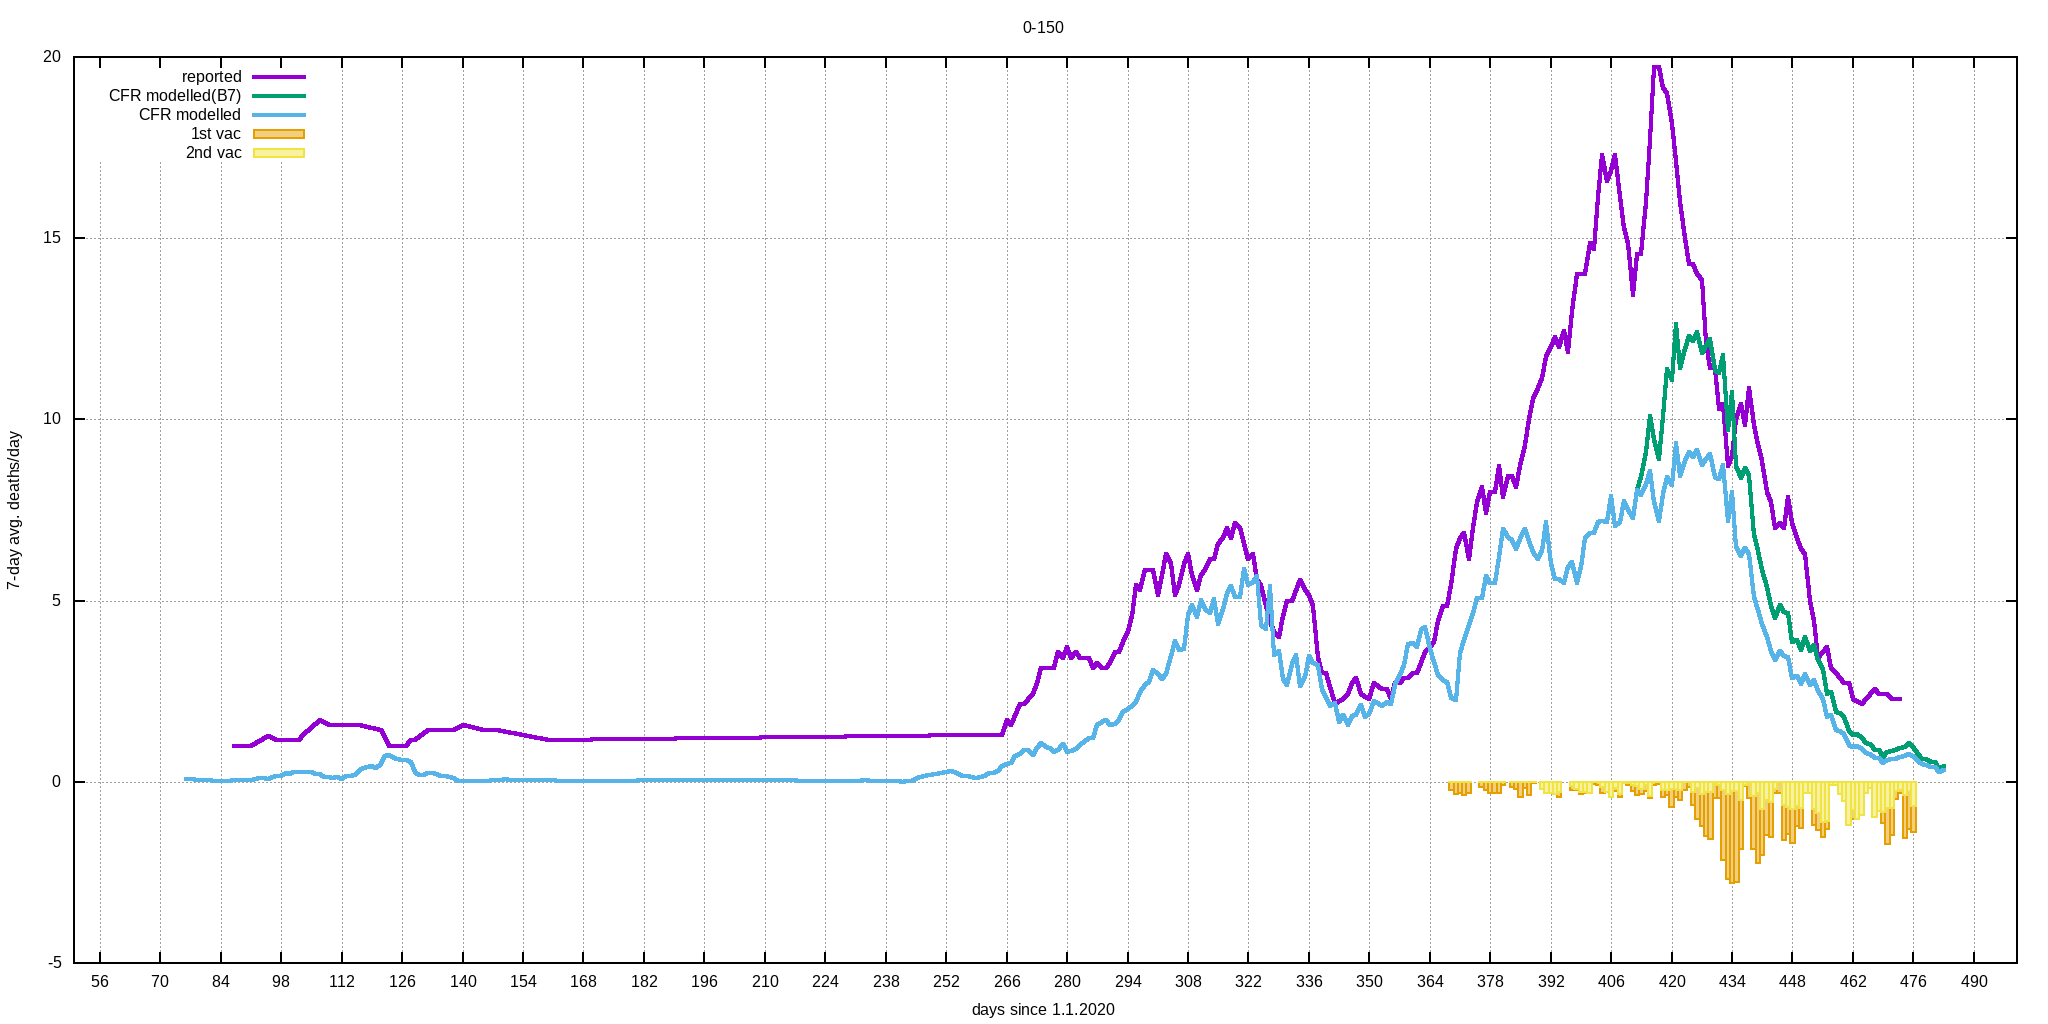 0-150
20
15
10
5
0
-5
reported
CFR modelled(B7)
CFR modelled
1st vac
2nd vac
7-day avg. deaths/day
56 70 84 98 112 126 140 154 168 182 196 210 224 238 252 266 280 294 308 322 336 350 364 378 392 406 420 434 448 462 476 490
days since 1.1.2020